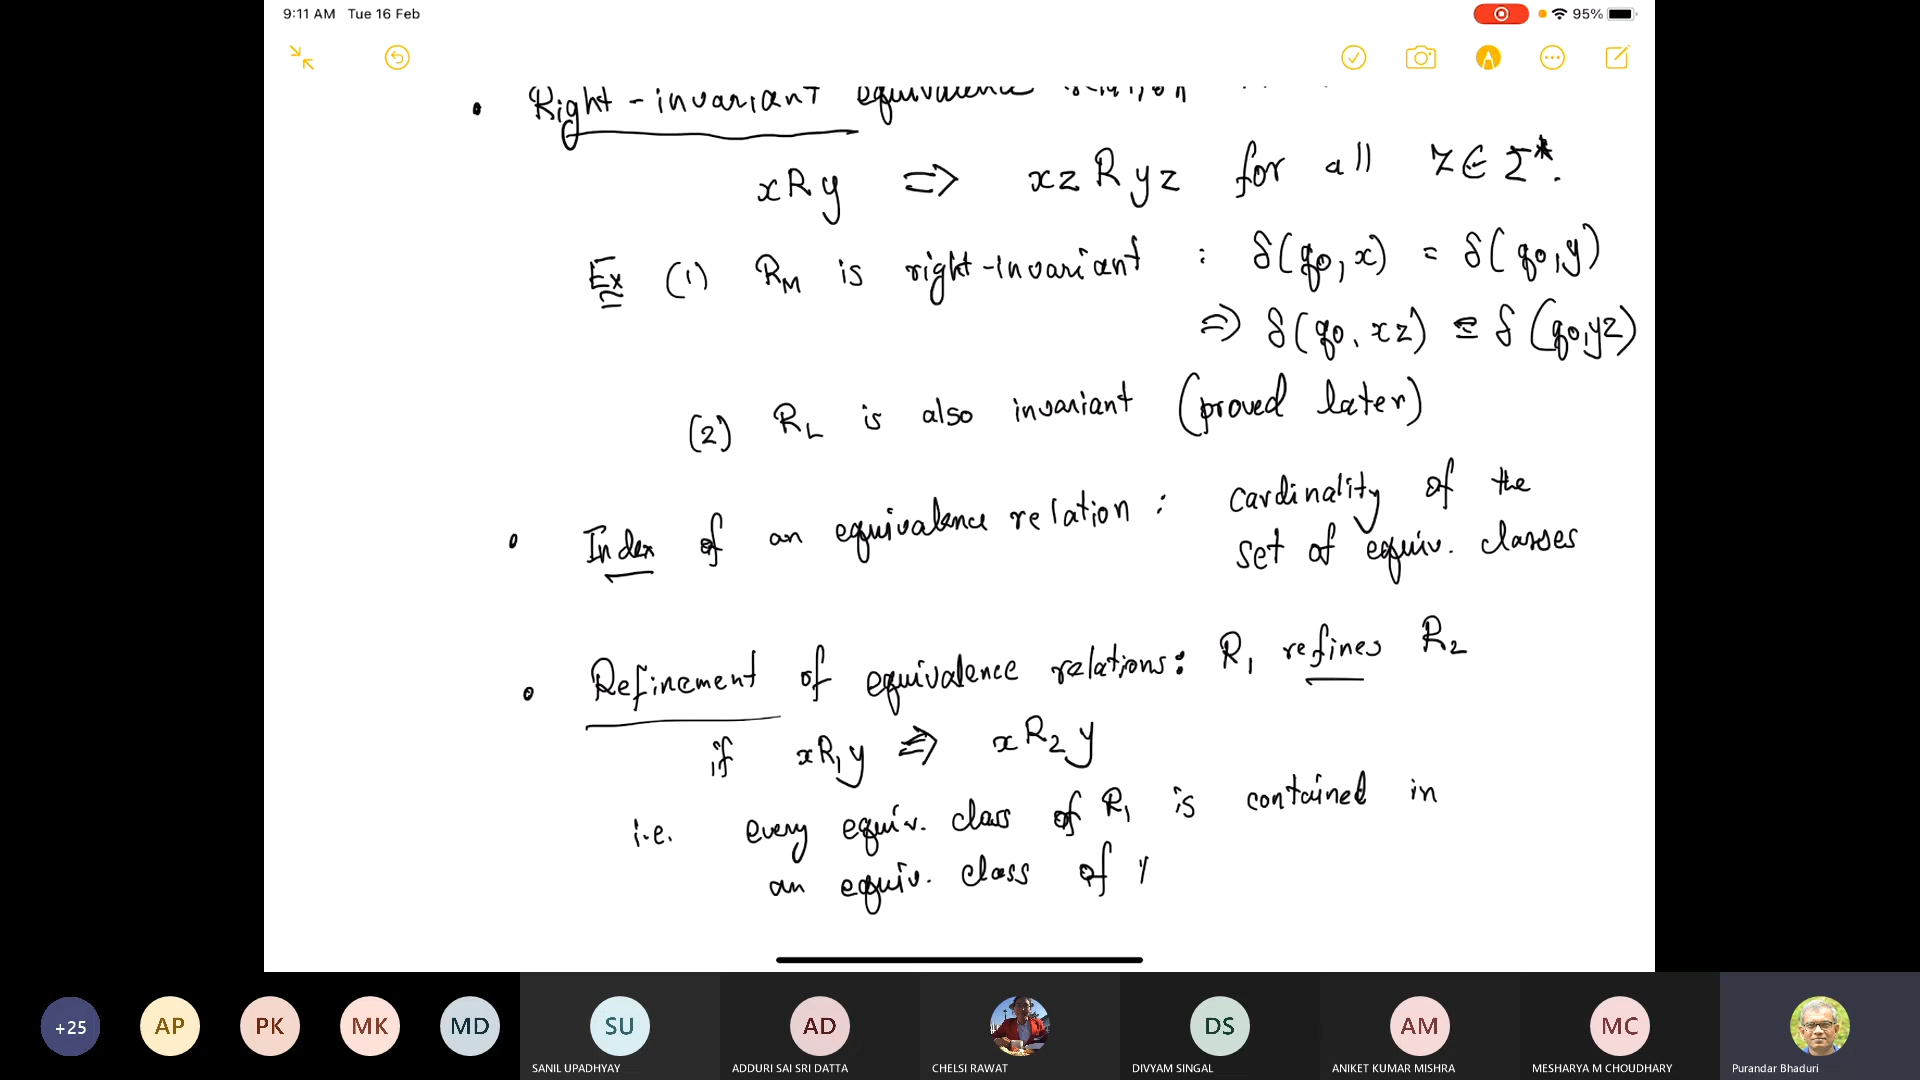 9:11 AM Tue 16 Feb
95%
• Right-invariant equivalence relation
xRy ⇒ xzRyz for all z∈Σ*.
Ex (1) R_M is right-invariant : δ(q₀, x) = δ(q₀, y)
⇒ δ(q₀, xz) = δ(q₀, yz)
(2) R_L is also invariant (proved later)
• Index of an equivalence relation : cardinality of the
set of equiv. classes
• Refinement of equivalence relations: R₁ refines R₂
if xR₁y ⇒ xR₂y
i.e. every equiv. class of R₁ is contained in
an equiv. class of
+25 AP PK MK MD SU AD DS AM MC
SANIL UPADHYAY ADDURI SAI SRI DATTA CHELSI RAWAT DIVYAM SINGAL ANIKET KUMAR MISHRA MESHARYA M CHOUDHARY Purandar Bhaduri